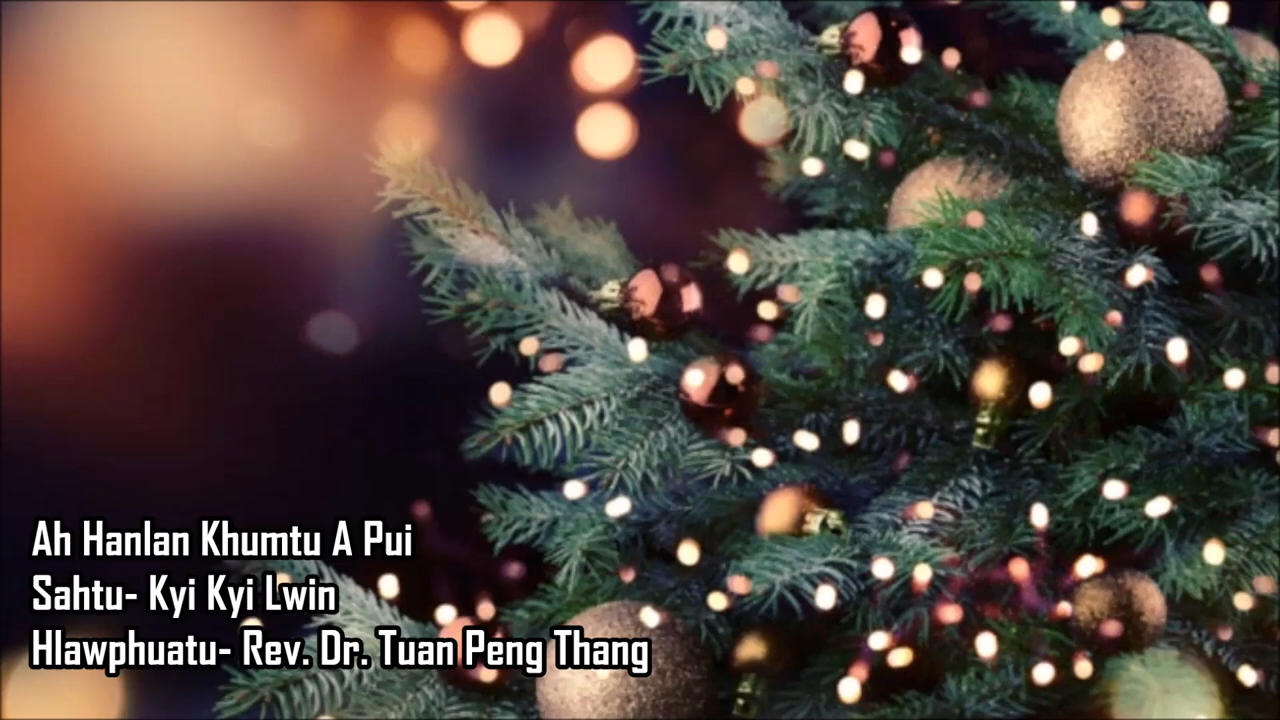 Ah Hanlan Khumtu A Pui
Sahtu- Kyi Kyi Lwin
Hlawphuatu- Rev. Dr. Tuan Peng Thang